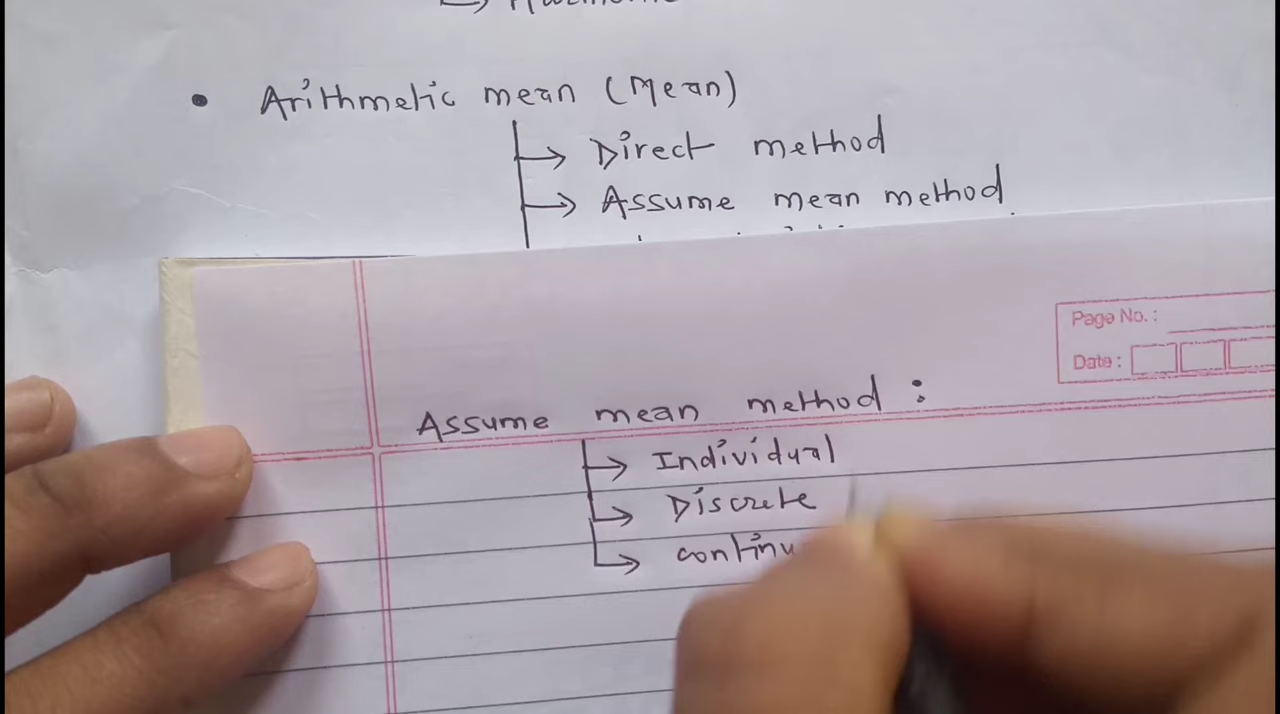 • Arithmetic mean (Mean)
→ Direct method
→ Assume mean method
Page No. :
Date :
Assume mean method :
→ Individual
→ Discrete
→ continu